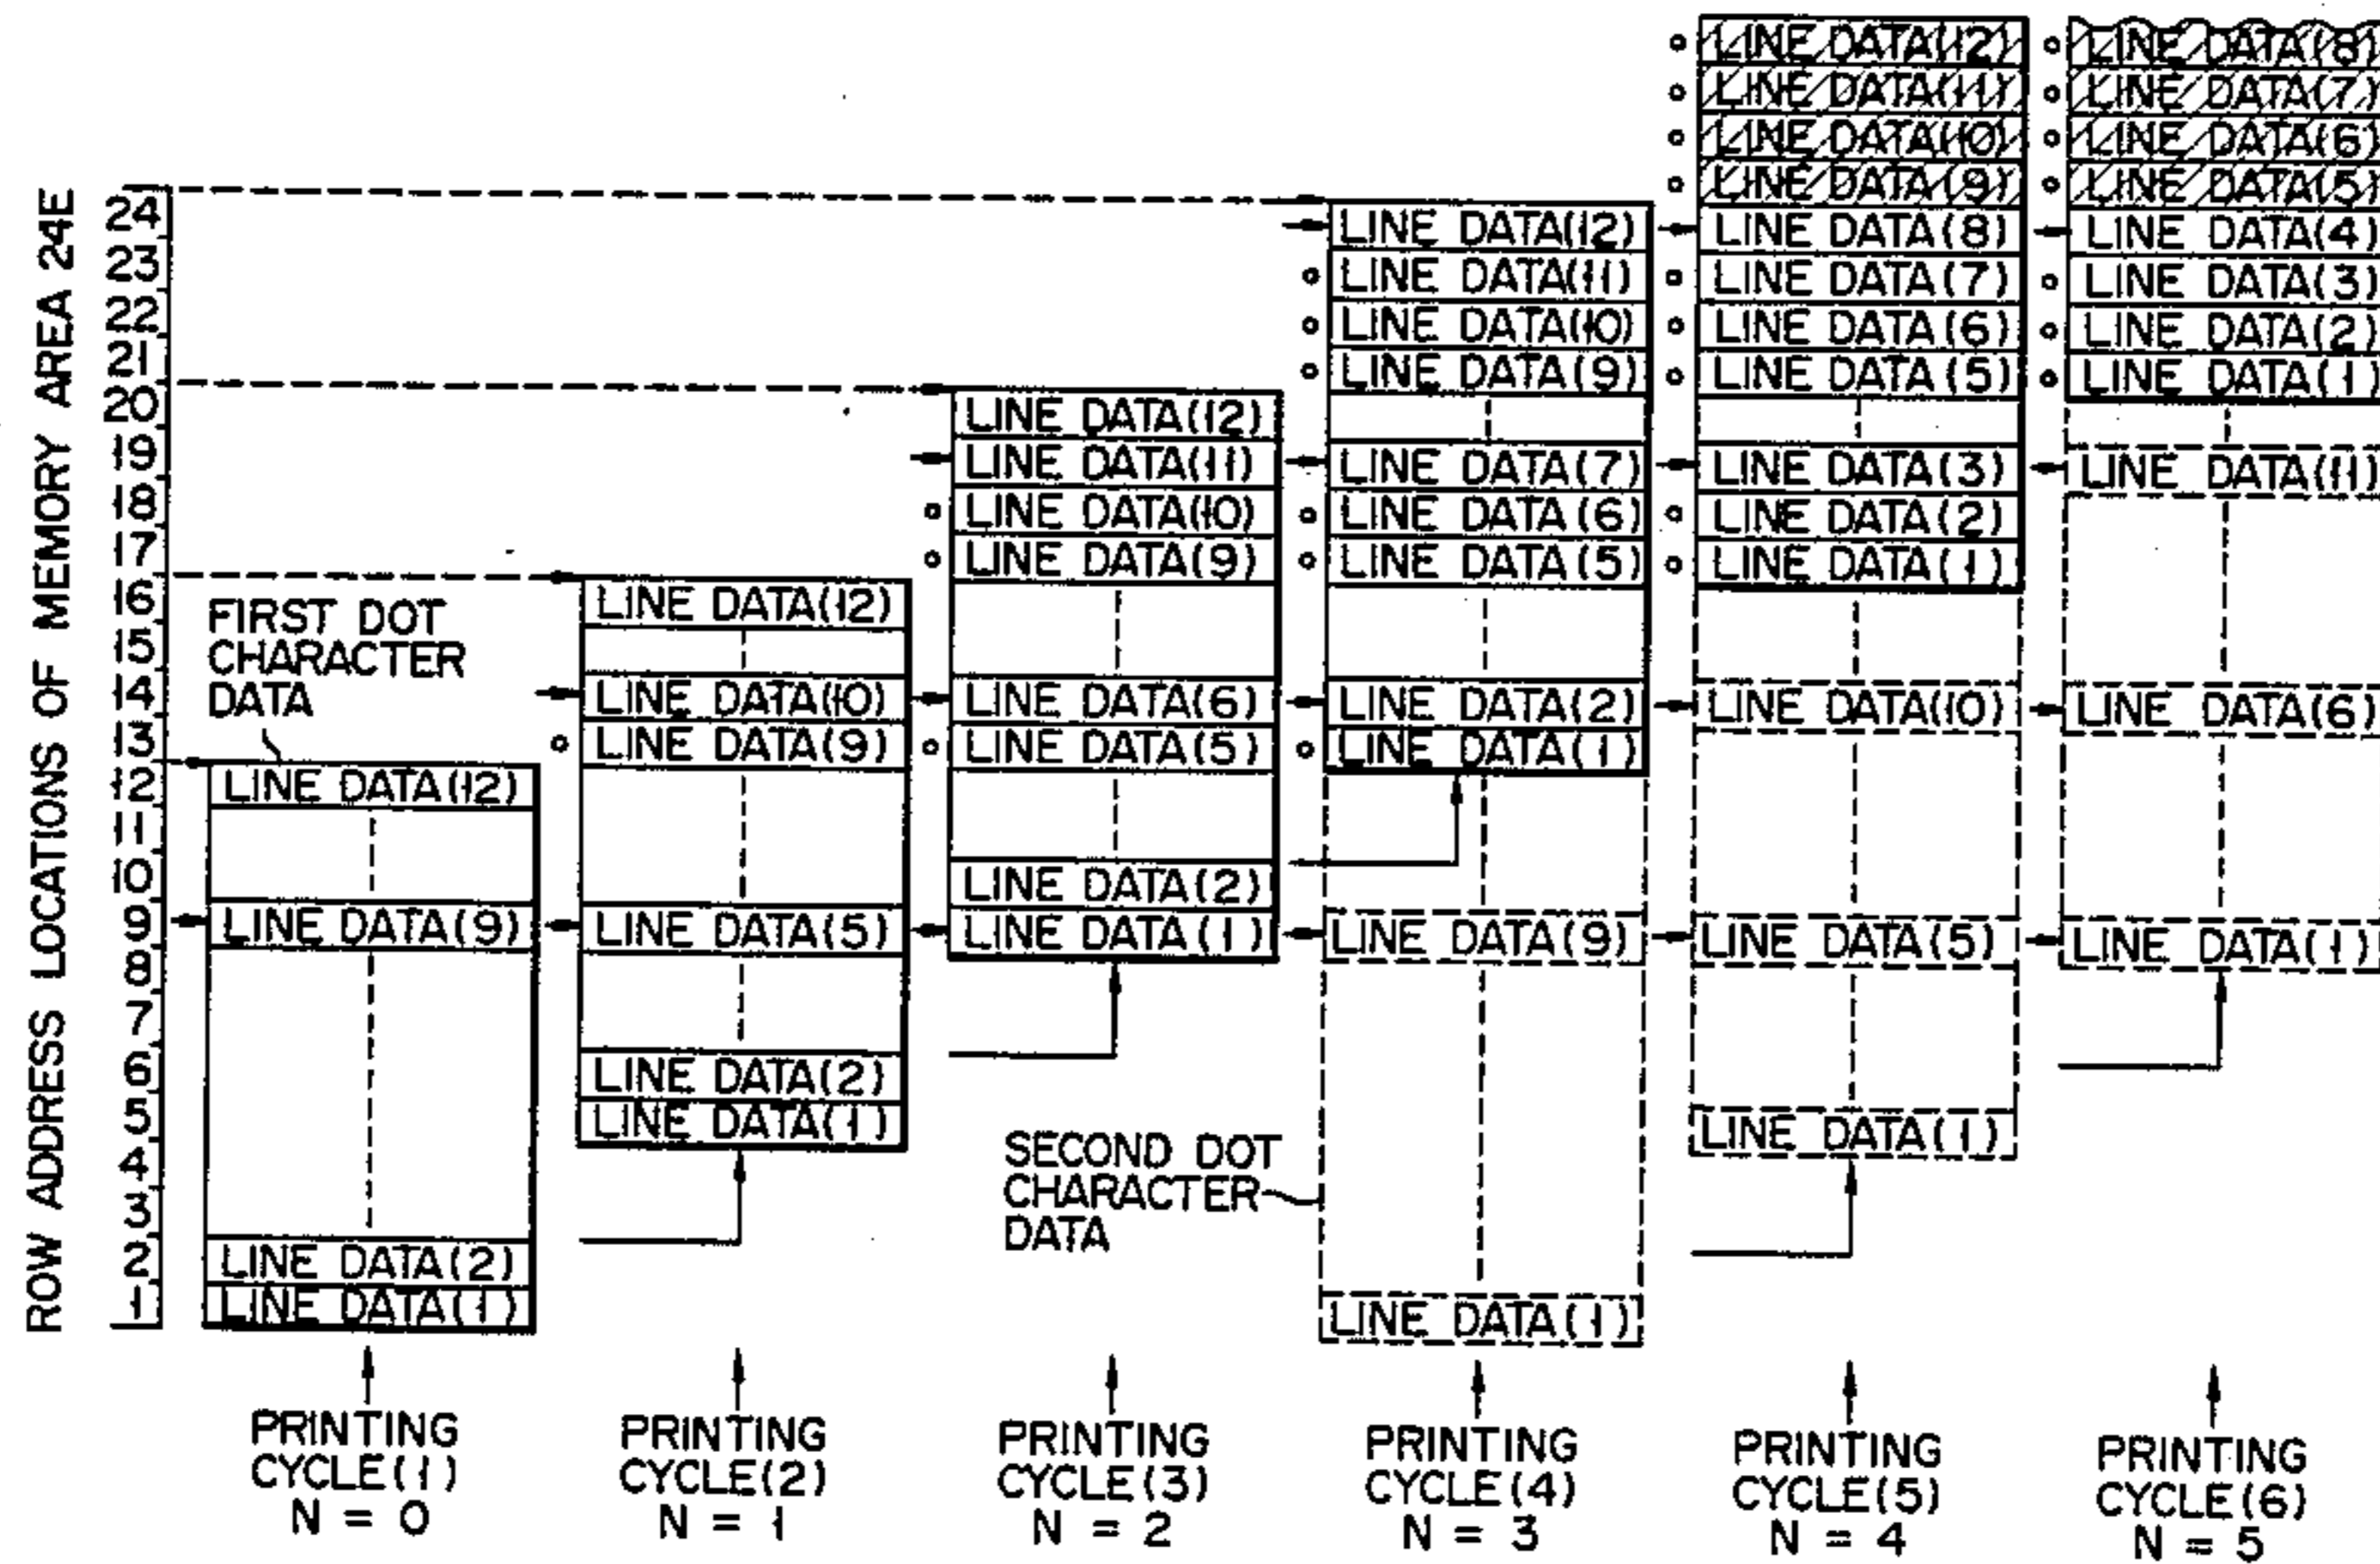 ROW ADDRESS LOCATIONS OF MEMORY AREA 24E
24
23
22
21
20
19
18
17
16
15
14
13
12
11
10
9
8
7
6
5
4
3
2
1
FIRST DOT
CHARACTER
DATA
LINE DATA(12)
LINE DATA(9)
LINE DATA(2)
LINE DATA(1)
PRINTING
CYCLE(1)
N = 0
LINE DATA(12)
LINE DATA(10)
LINE DATA(9)
LINE DATA(5)
LINE DATA(2)
LINE DATA(1)
PRINTING
CYCLE(2)
N = 1
LINE DATA(12)
LINE DATA(11)
LINE DATA(10)
LINE DATA(9)
LINE DATA(6)
LINE DATA(5)
LINE DATA(2)
LINE DATA(1)
SECOND DOT
CHARACTER
DATA
PRINTING
CYCLE(3)
N = 2
LINE DATA(12)
LINE DATA(11)
LINE DATA(10)
LINE DATA(9)
LINE DATA(7)
LINE DATA(6)
LINE DATA(5)
LINE DATA(2)
LINE DATA(1)
LINE DATA(9)
LINE DATA(1)
PRINTING
CYCLE(4)
N = 3
LINE DATA(12)
LINE DATA(11)
LINE DATA(10)
LINE DATA(9)
LINE DATA(8)
LINE DATA(7)
LINE DATA(6)
LINE DATA(5)
LINE DATA(3)
LINE DATA(2)
LINE DATA(1)
LINE DATA(10)
LINE DATA(5)
LINE DATA(1)
PRINTING
CYCLE(5)
N = 4
LINE DATA(8)
LINE DATA(7)
LINE DATA(6)
LINE DATA(5)
LINE DATA(4)
LINE DATA(3)
LINE DATA(2)
LINE DATA(1)
LINE DATA(11)
LINE DATA(6)
LINE DATA(1)
PRINTING
CYCLE(6)
N = 5